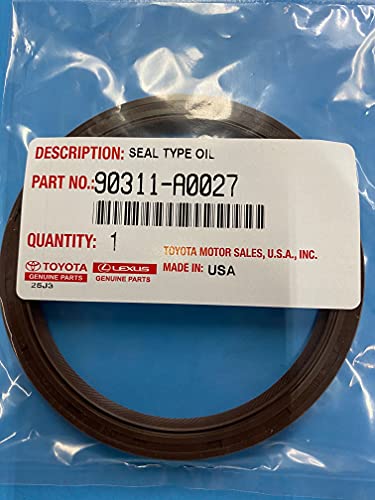 DESCRIPTION: SEAL TYPE OIL
PART NO.: 90311-A0027
QUANTITY: 1
TOYOTA MOTOR SALES, U.S.A., INC.
MADE IN: USA
TOYOTA LEXUS
GENUINE PARTS GENUINE PARTS
25J3